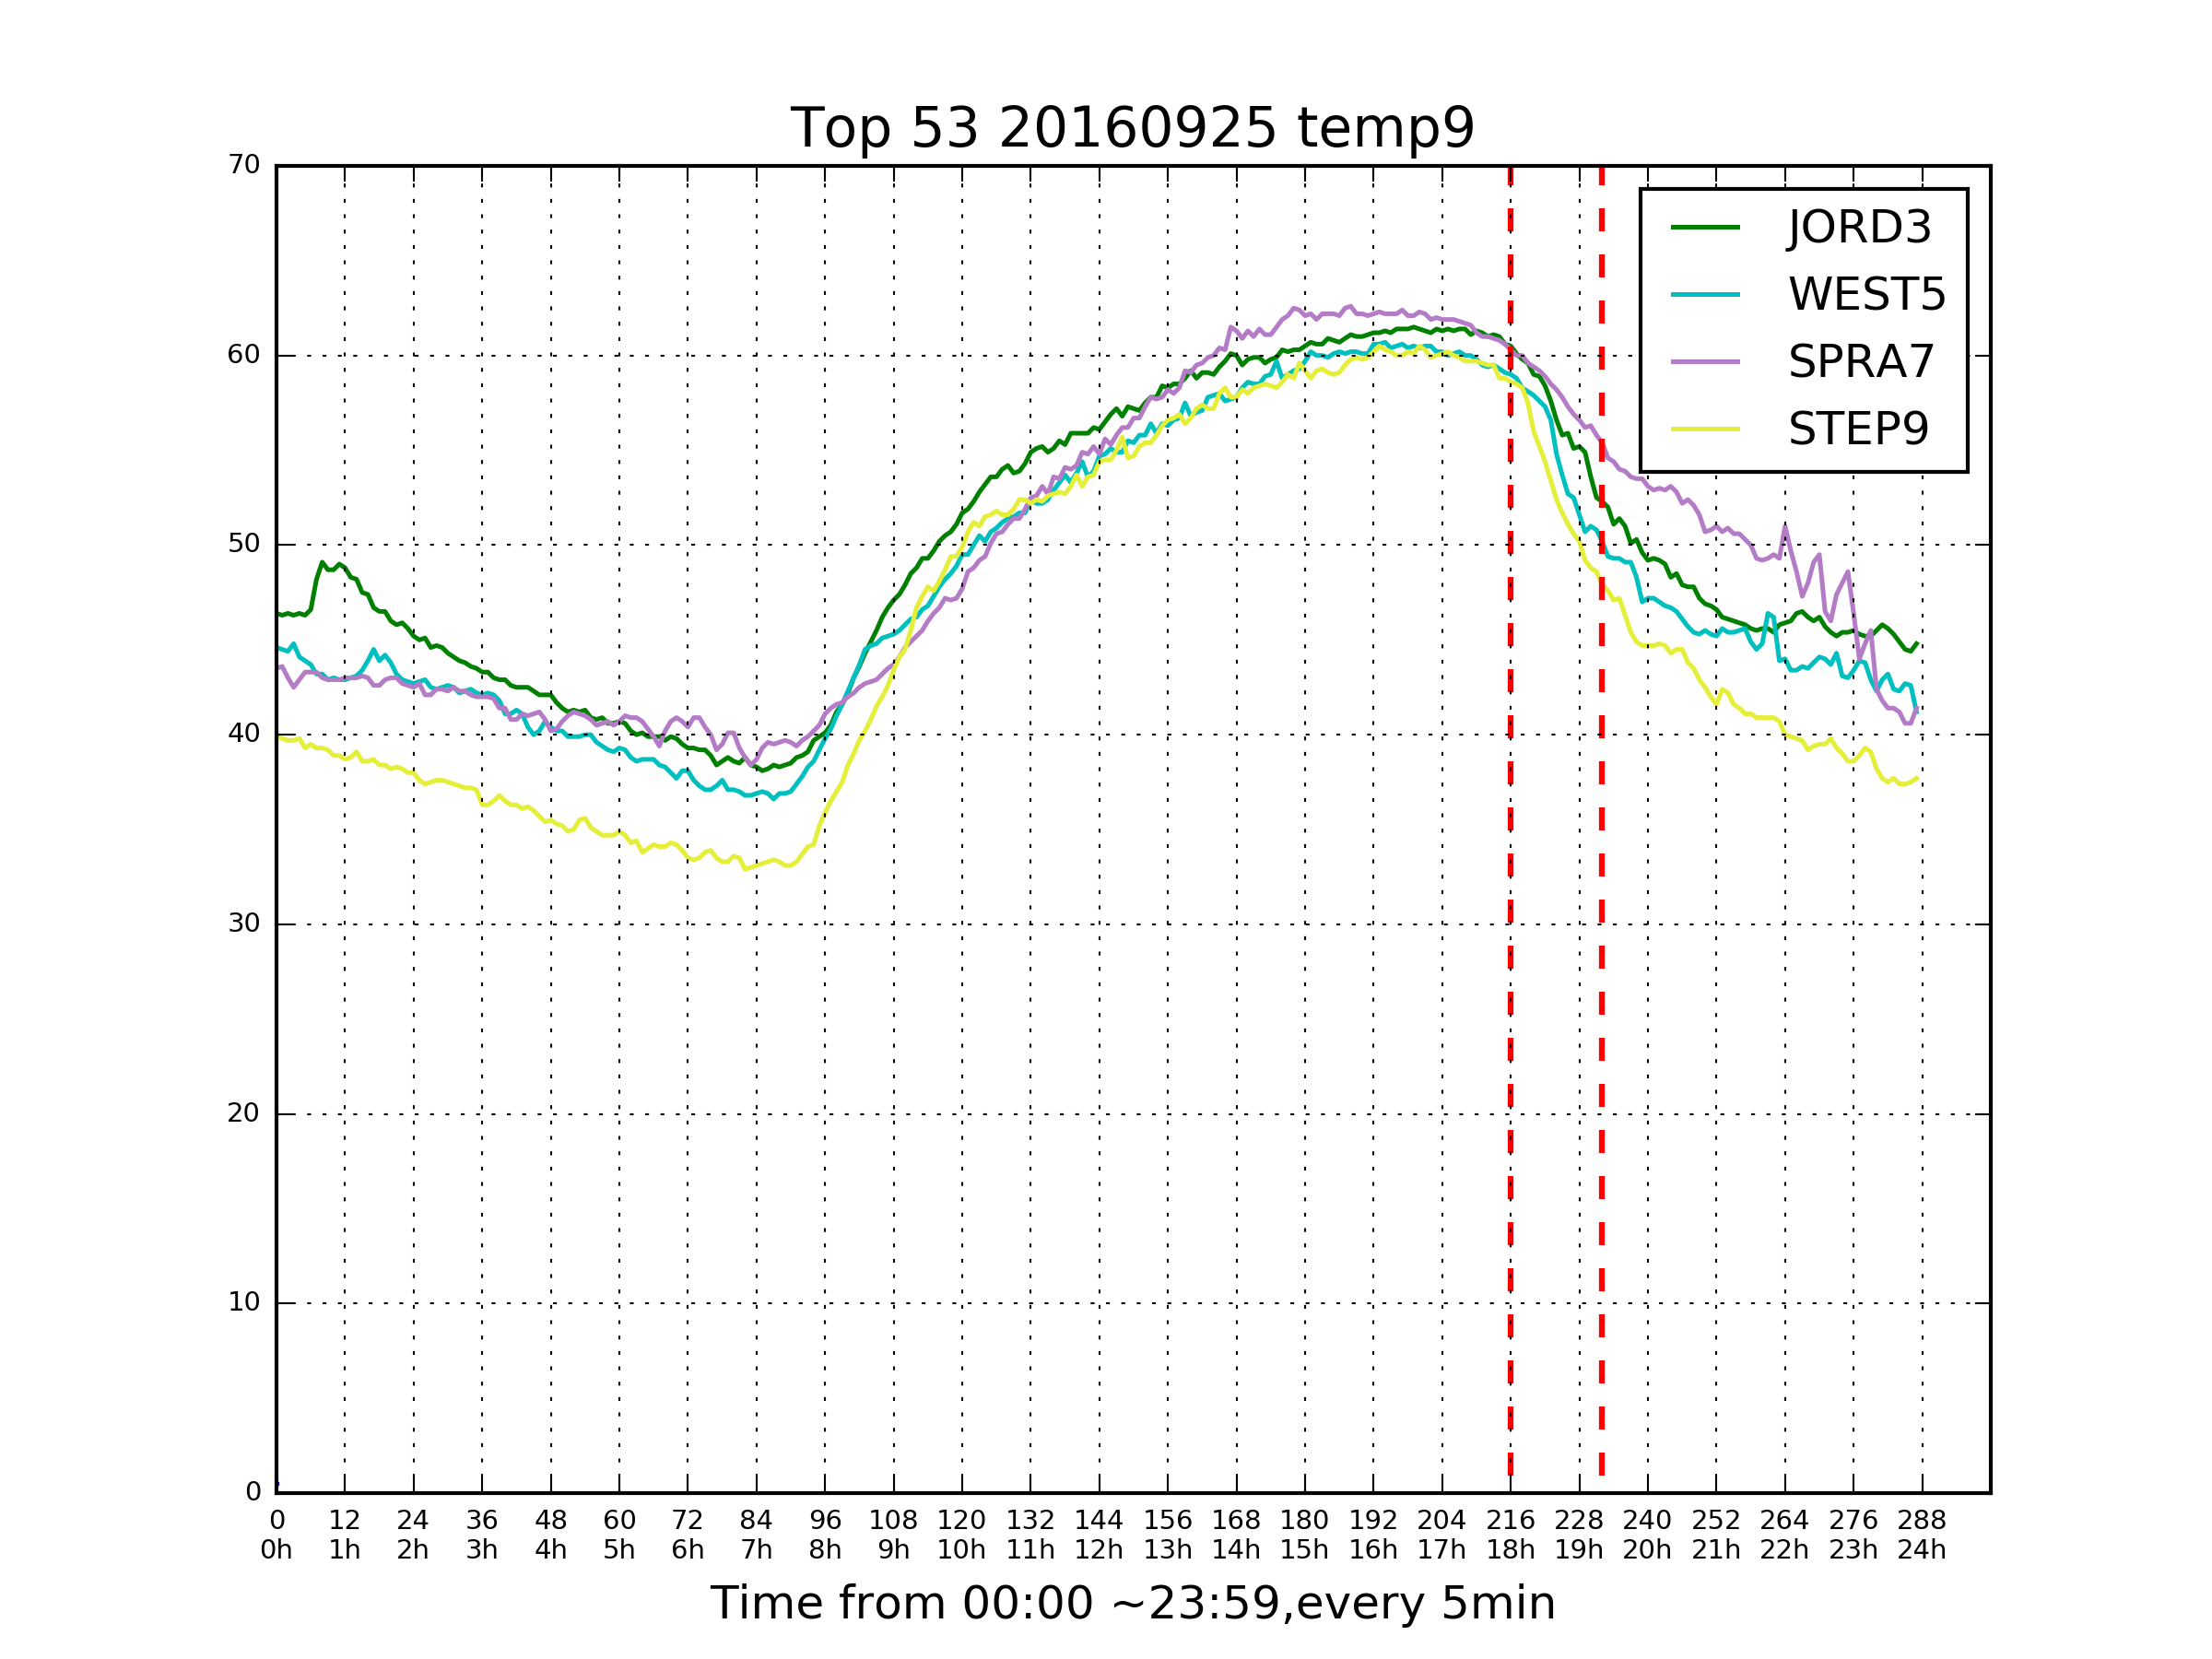 Top 53 20160925 temp9
70
60
50
40
30
20
10
0
JORD3
WEST5
SPRA7
STEP9
0 12 24 36 48 60 72 84 96 108 120 132 144 156 168 180 192 204 216 228 240 252 264 276 288
0h 1h 2h 3h 4h 5h 6h 7h 8h 9h 10h 11h 12h 13h 14h 15h 16h 17h 18h 19h 20h 21h 22h 23h 24h
Time from 00:00 ~23:59,every 5min